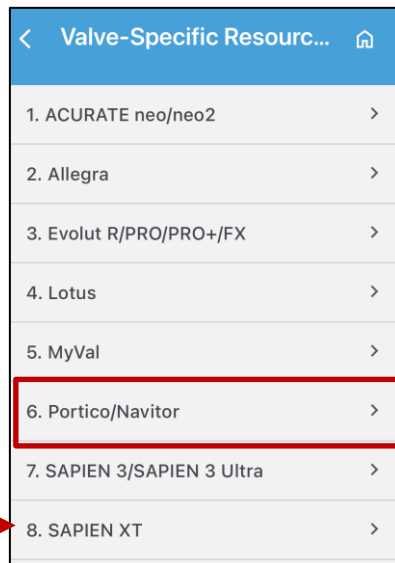 Valve-Specific Resourc...
1. ACURATE neo/neo2
2. Allegra
3. Evolut R/PRO/PRO+/FX
4. Lotus
5. MyVal
6. Portico/Navitor
7. SAPIEN 3/SAPIEN 3 Ultra
8. SAPIEN XT